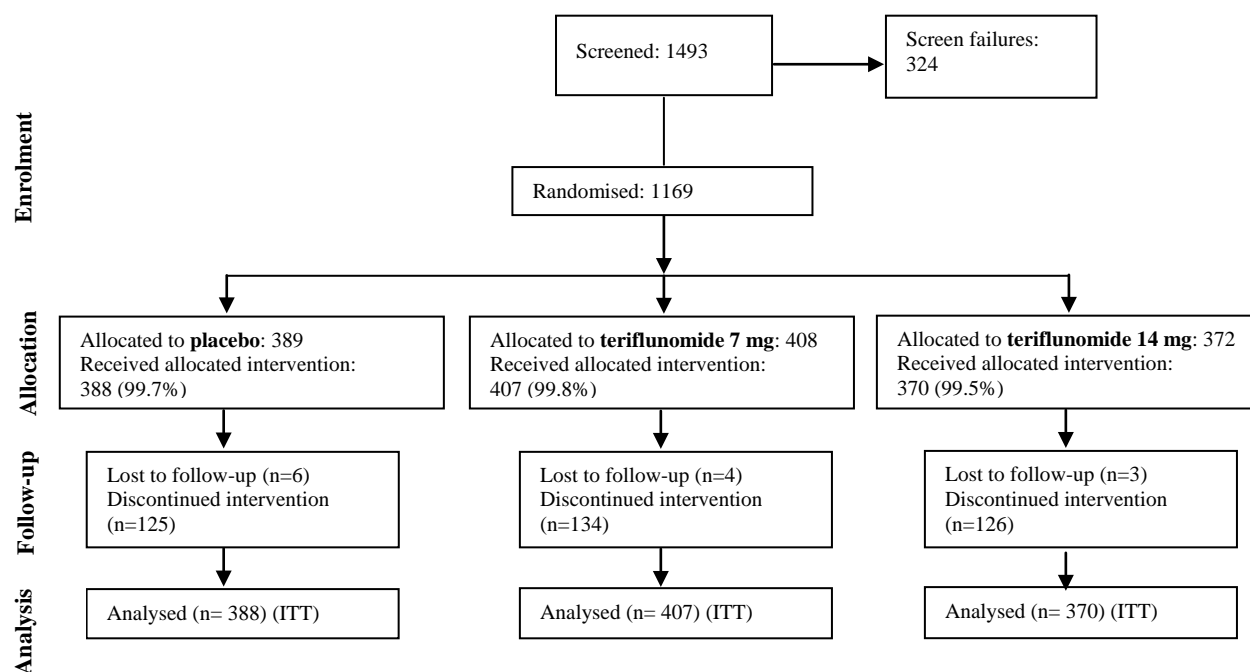 Screened: 1493
Screen failures:
324
Enrolment
Randomised: 1169
Allocation
Allocated to placebo: 389
Received allocated intervention:
388 (99.7%)
Allocated to teriflunomide 7 mg: 408
Received allocated intervention:
407 (99.8%)
Allocated to teriflunomide 14 mg: 372
Received allocated intervention:
370 (99.5%)
Follow-up
Lost to follow-up (n=6)
Discontinued intervention
(n=125)
Lost to follow-up (n=4)
Discontinued intervention
(n=134)
Lost to follow-up (n=3)
Discontinued intervention
(n=126)
Analysis
Analysed (n= 388) (ITT)
Analysed (n= 407) (ITT)
Analysed (n= 370) (ITT)